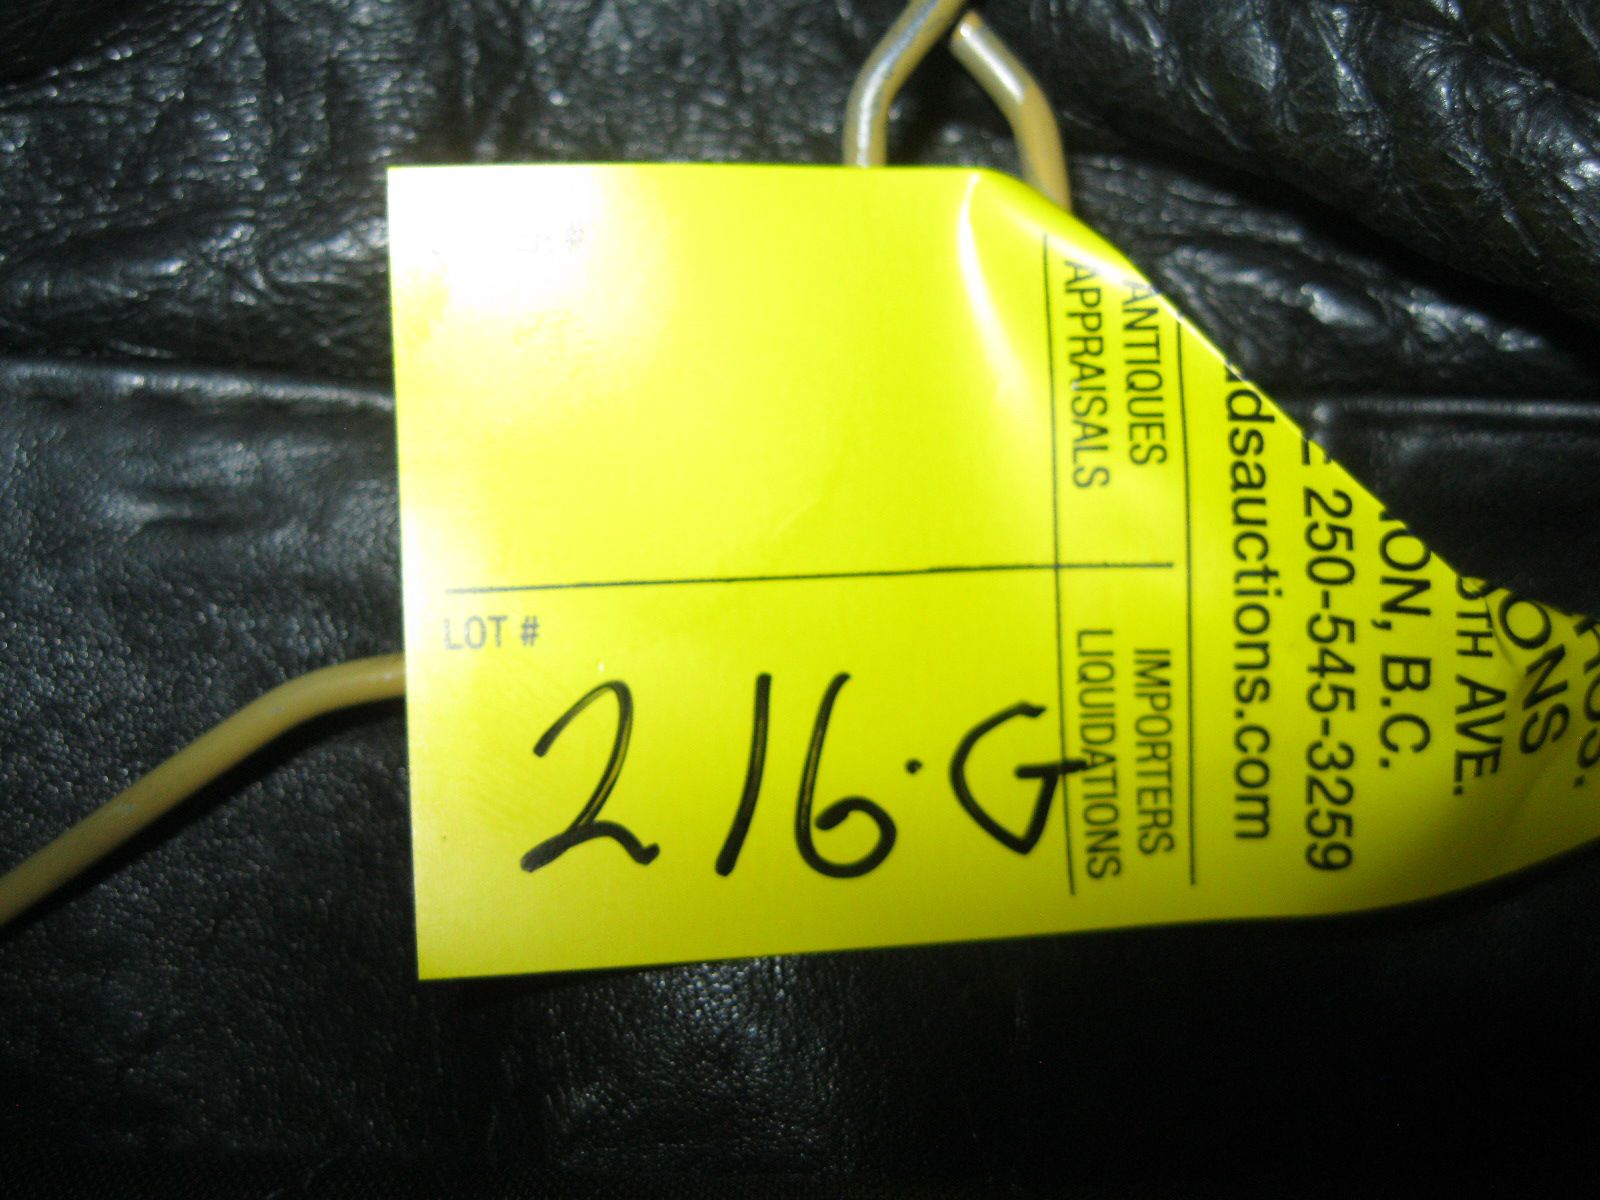 LOT #
216.G
ANTIQUES
APPRAISALS
IMPORTERS
LIQUIDATIONS
dsauctions.com
250-545-3259
ON, B.C.
TH AVE.
ONS